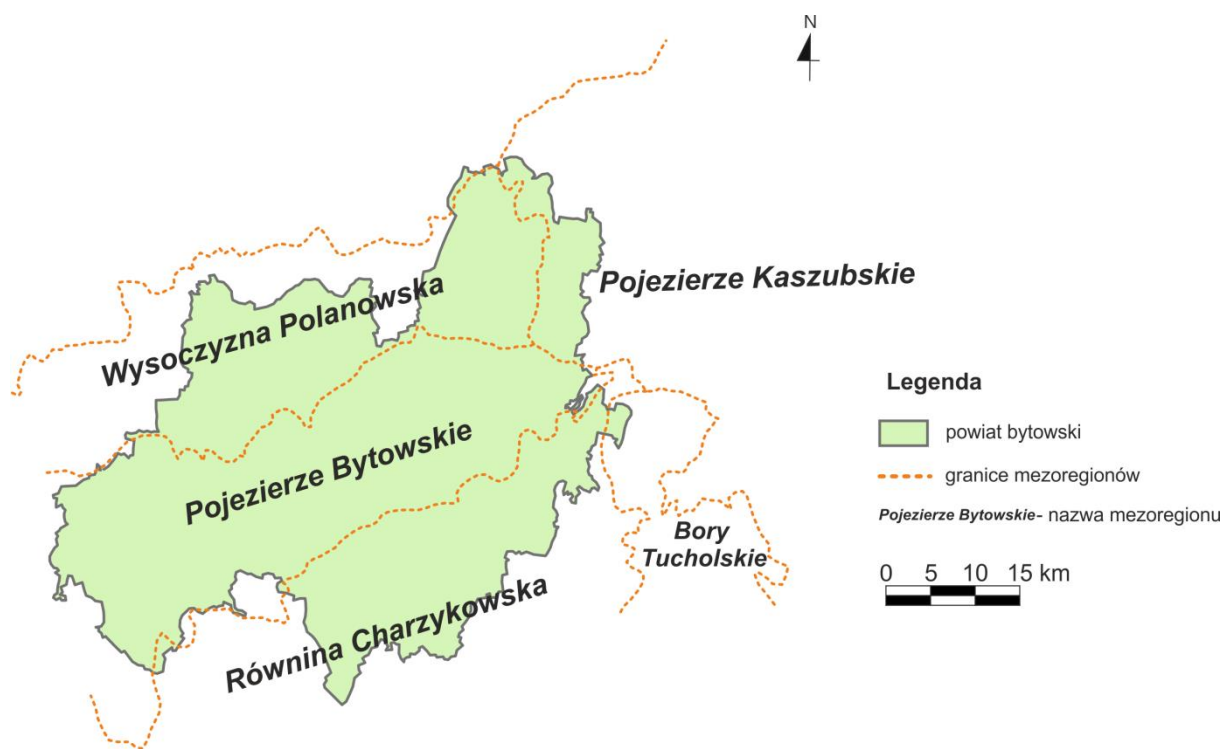 N
Wysoczyzna Polanowska
Pojezierze Kaszubskie
Pojezierze Bytowskie
Bory
Tucholskie
Równina Charzykowska
Legenda
powiat bytowski
granice mezoregionów
Pojezierze Bytowskie- nazwa mezoregionu
0 5 10 15 km